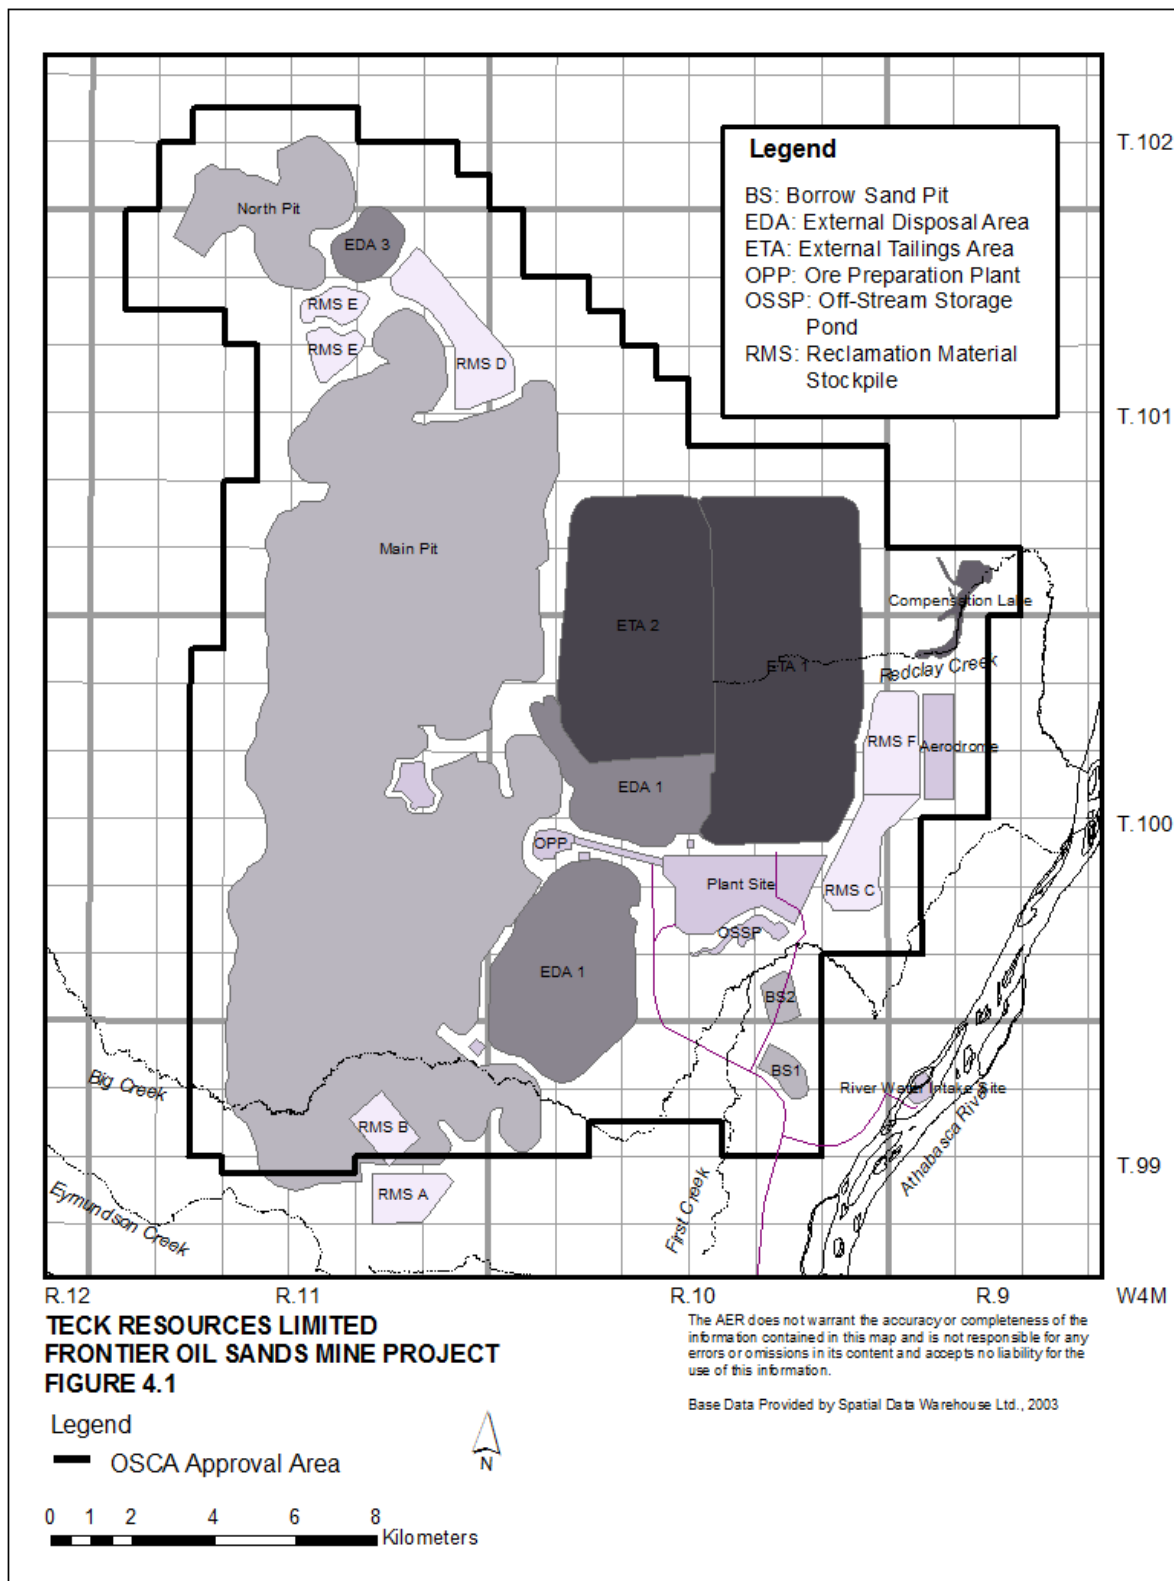 T.102
Legend
BS: Borrow Sand Pit
EDA: External Disposal Area
ETA: External Tailings Area
OPP: Ore Preparation Plant
OSSP: Off-Stream Storage
Pond
RMS: Reclamation Material
Stockpile
North Pit
EDA 3
RMS E
RMS E
RMS D
T.101
Main Pit
Compensation Lake
ETA 2
ETA 1
Redclay Creek
RMS F
Aerodrome
EDA 1
T.100
OPP
Plant Site
RMS C
OSSP
EDA 1
BS2
BS1
Big Creek
River Water Intake Site
Athabasca River
RMS B
T.99
RMS A
Eymundson Creek
First Creek
R.12
R.11
R.10
R.9
W4M
TECK RESOURCES LIMITED
FRONTIER OIL SANDS MINE PROJECT
FIGURE 4.1
The AER does not warrant the accuracy or completeness of the
information contained in this map and is not responsible for any
errors or omissions in its content and accepts no liability for the
use of this information.
Base Data Provided by Spatial Data Warehouse Ltd., 2003
Legend
OSCA Approval Area
N
0 1 2 4 6 8
Kilometers